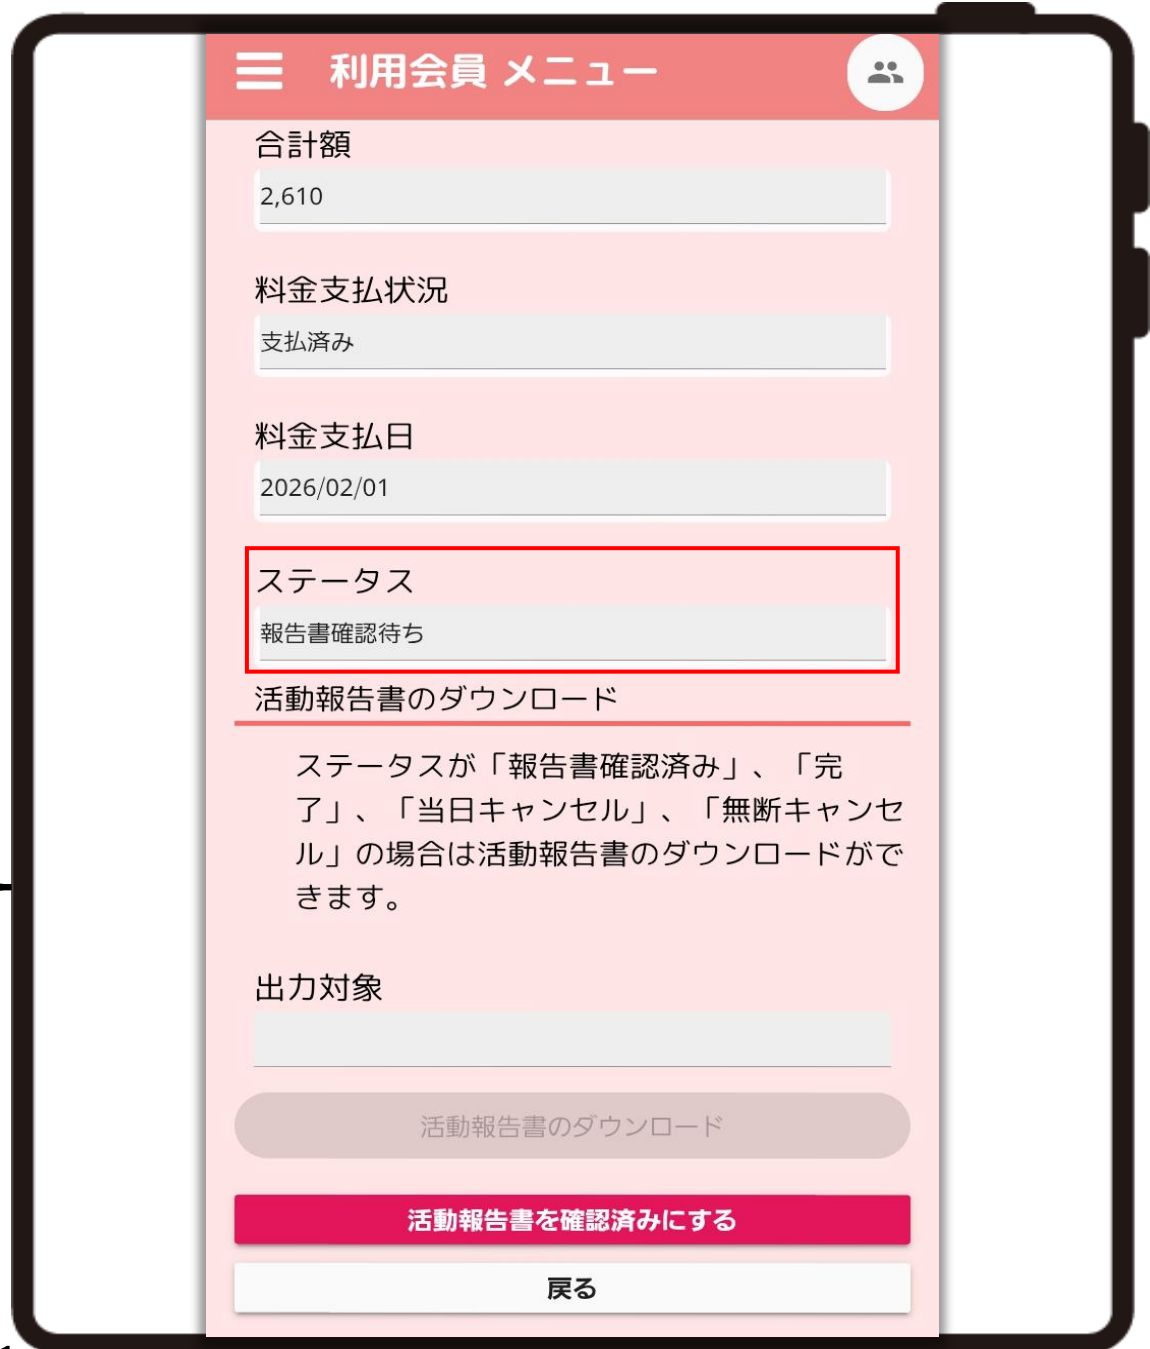 利用会員 メニュー
合計額
2,610
料金支払状況
支払済み
料金支払日
2026/02/01
ステータス
報告書確認待ち
活動報告書のダウンロード
ステータスが「報告書確認済み」、「完
了」、「当日キャンセル」、「無断キャンセ
ル」の場合は活動報告書のダウンロードがで
きます。
出力対象
活動報告書のダウンロード
活動報告書を確認済みにする
戻る